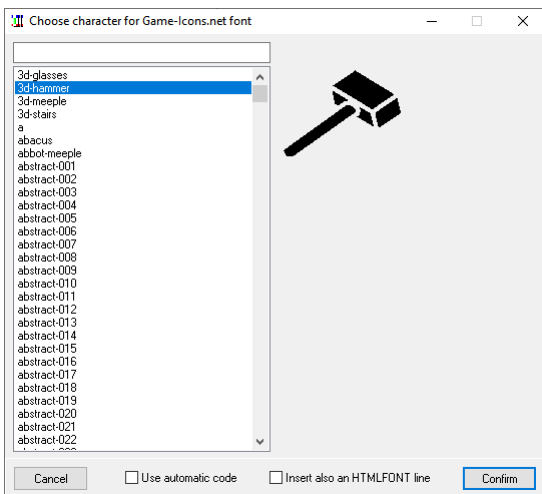 Choose character for Game-Icons.net font
3d-glasses
3d-hammer
3d-meeple
3d-stairs
a
abacus
abbot-meeple
abstract-001
abstract-002
abstract-003
abstract-004
abstract-005
abstract-006
abstract-007
abstract-008
abstract-009
abstract-010
abstract-011
abstract-012
abstract-013
abstract-014
abstract-015
abstract-016
abstract-017
abstract-018
abstract-019
abstract-020
abstract-021
abstract-022
Cancel
Use automatic code
Insert also an HTMLFONT line
Confirm